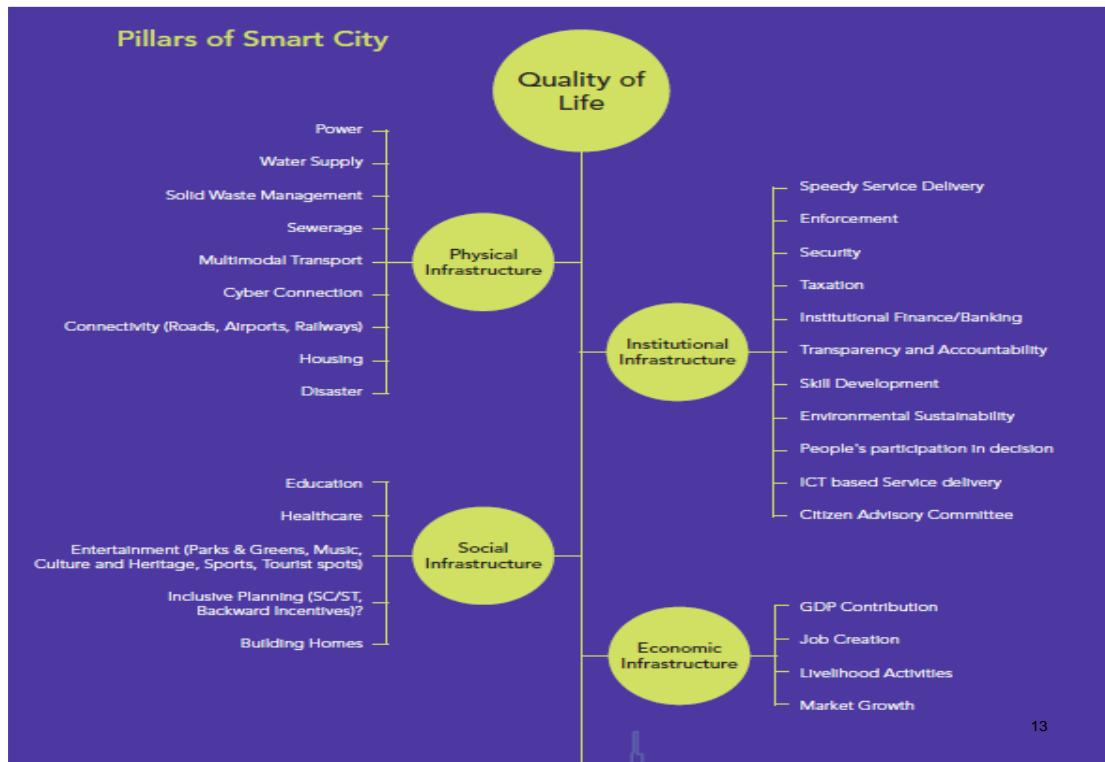 Pillars of Smart City
Quality of
Life
Power
Water Supply
Solid Waste Management
Sewerage
Multimodal Transport
Cyber Connection
Connectivity (Roads, Airports, Railways)
Housing
Disaster
Physical
Infrastructure
Speedy Service Delivery
Enforcement
Security
Taxation
Institutional Finance/Banking
Transparency and Accountability
Skill Development
Environmental Sustainability
People's participation in decision
ICT based Service delivery
Citizen Advisory Committee
Institutional
Infrastructure
Education
Healthcare
Entertainment (Parks & Greens, Music,
Culture and Heritage, Sports, Tourist spots)
Inclusive Planning (SC/ST,
Backward Incentives)?
Building Homes
Social
Infrastructure
Economic
Infrastructure
GDP Contribution
Job Creation
Livelihood Activities
Market Growth
13